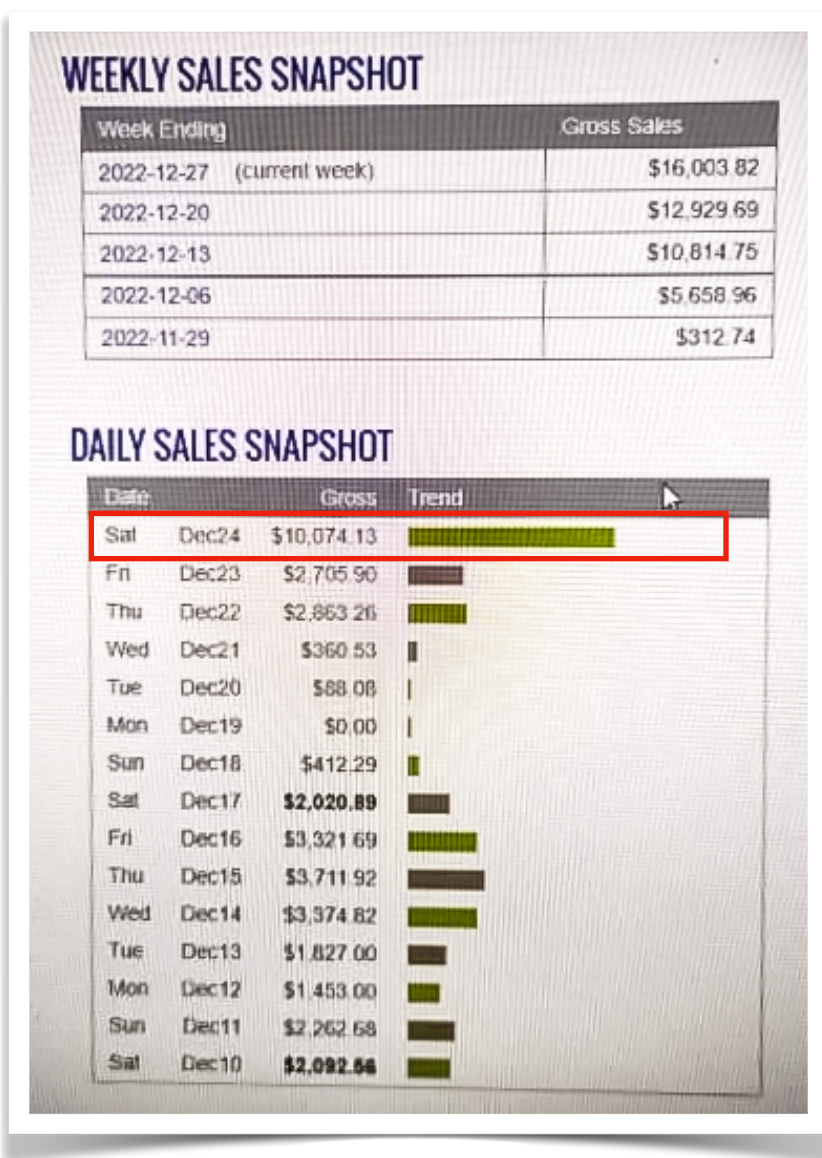 WEEKLY SALES SNAPSHOT
Week Ending Gross Sales
2022-12-27 (current week) $16,003.82
2022-12-20 $12,929.69
2022-12-13 $10,814.75
2022-12-06 $5,658.96
2022-11-29 $312.74
DAILY SALES SNAPSHOT
Date Gross Trend
Sat Dec24 $10,074.13
Fri Dec23 $2,705.90
Thu Dec22 $2,863.26
Wed Dec21 $360.53
Tue Dec20 $88.08
Mon Dec19 $0.00
Sun Dec18 $412.29
Sat Dec17 $2,020.89
Fri Dec16 $3,321.69
Thu Dec15 $3,711.92
Wed Dec14 $3,374.82
Tue Dec13 $1,827.00
Mon Dec12 $1,453.00
Sun Dec11 $2,262.68
Sat Dec10 $2,092.56